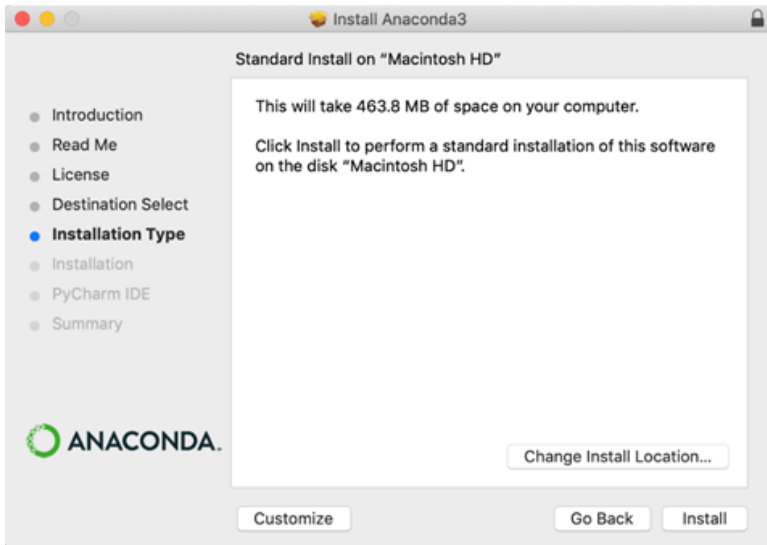 Install Anaconda3
Standard Install on “Macintosh HD”
Introduction
Read Me
License
Destination Select
Installation Type
Installation
PyCharm IDE
Summary
This will take 463.8 MB of space on your computer.
Click Install to perform a standard installation of this software
on the disk “Macintosh HD”.
ANACONDA.
Change Install Location...
Customize
Go Back
Install